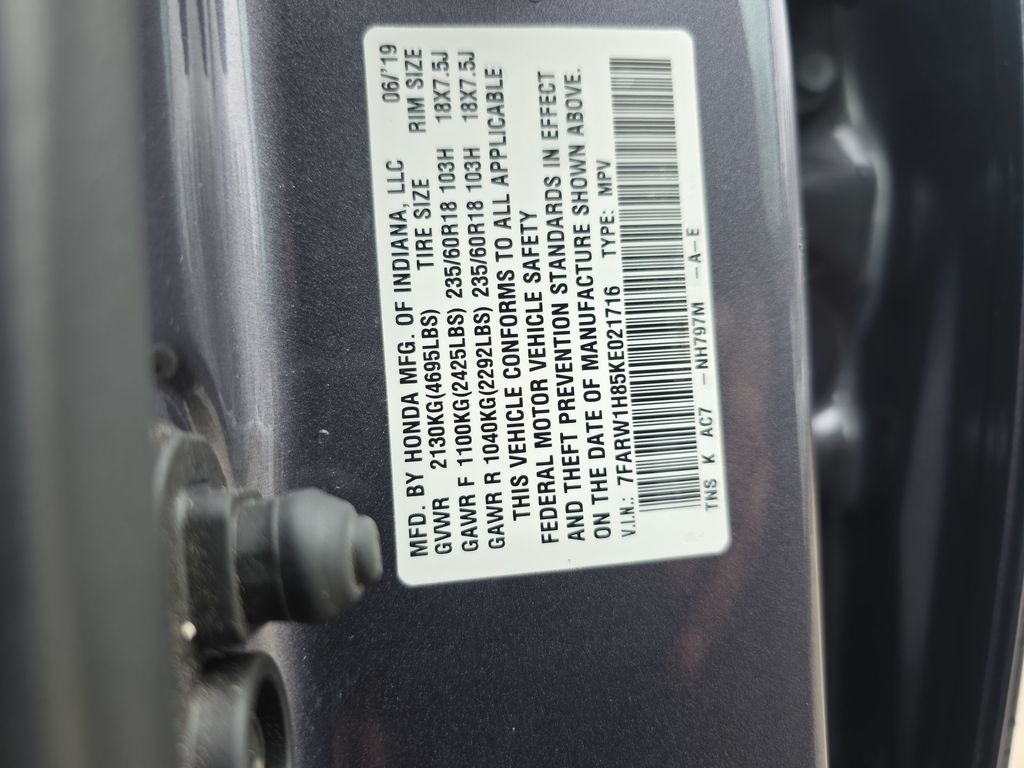 MFD. BY HONDA MFG. OF INDIANA, LLC 06/'19
GVWR 2130KG(4695LBS) TIRE SIZE RIM SIZE
GAWR F 1100KG(2425LBS) 235/60R18 103H 18X7.5J
GAWR R 1040KG(2292LBS) 235/60R18 103H 18X7.5J
THIS VEHICLE CONFORMS TO ALL APPLICABLE
FEDERAL MOTOR VEHICLE SAFETY
AND THEFT PREVENTION STANDARDS IN EFFECT
ON THE DATE OF MANUFACTURE SHOWN ABOVE.
V.I.N.: 7FARW1H85KE021716 TYPE: MPV
TNS K AC7 -NH797M -A-E